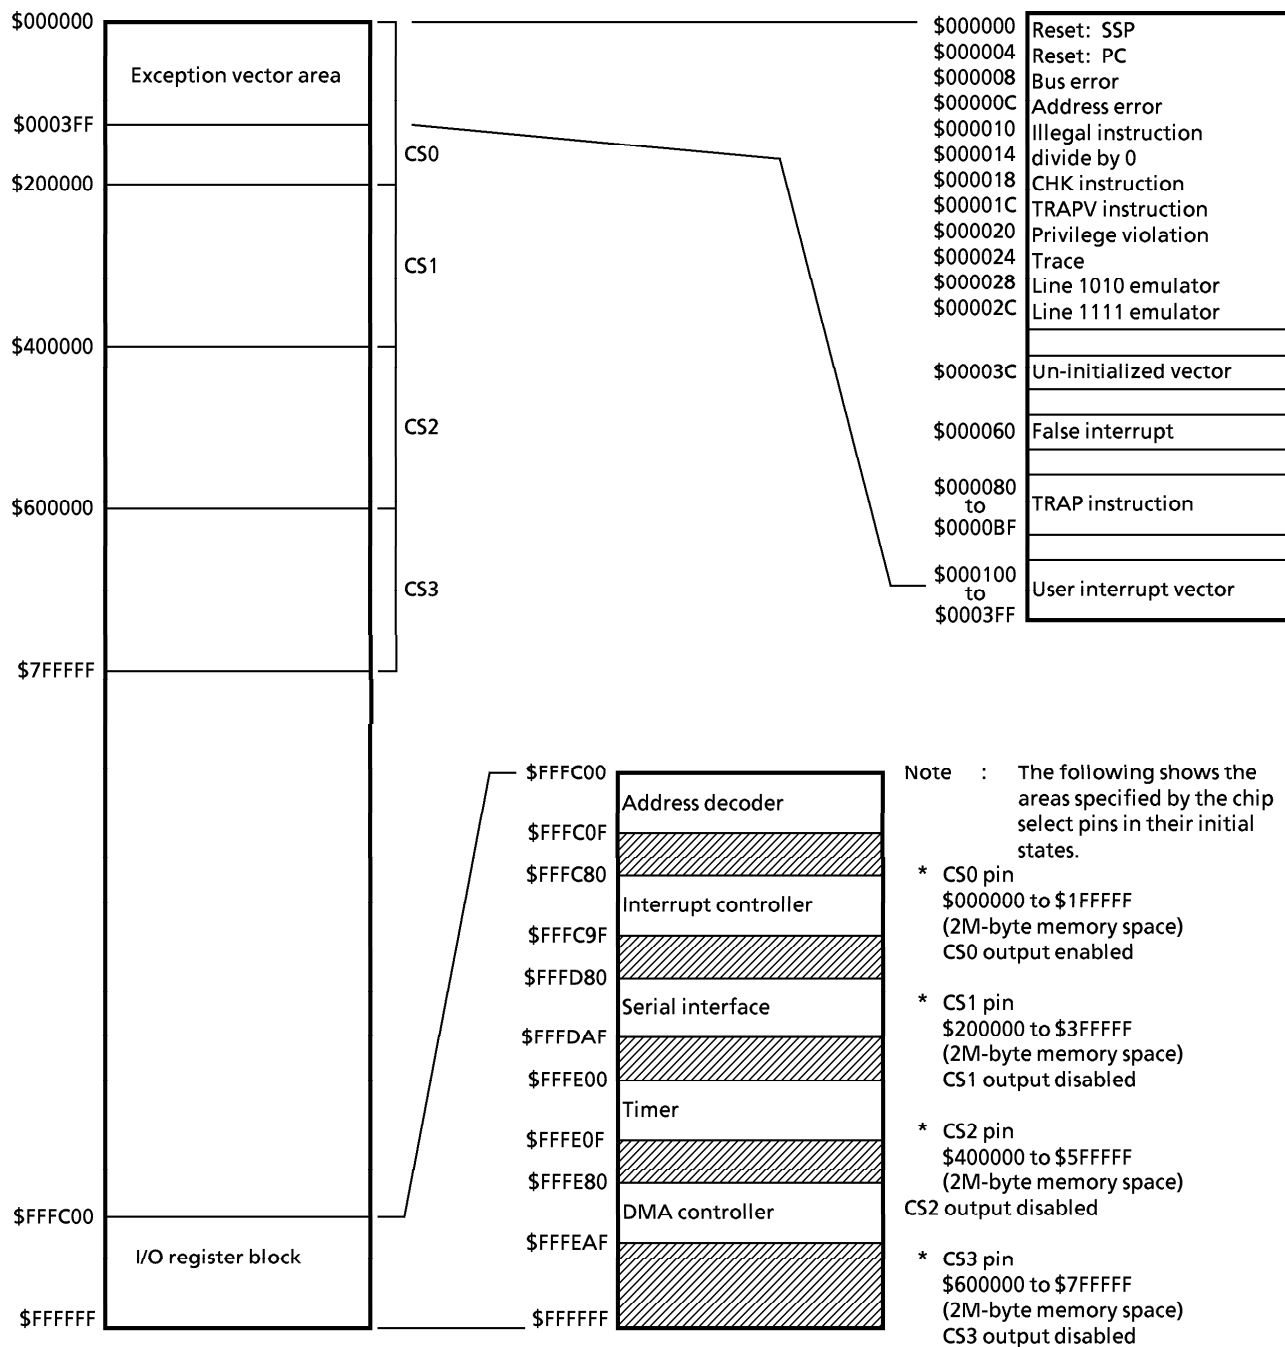 $000000
Exception vector area
$0003FF
CS0
$200000
CS1
$400000
CS2
$600000
CS3
$7FFFFF
$FFFC00
I/O register block
$FFFFFF
$000000 Reset: SSP
$000004 Reset: PC
$000008 Bus error
$00000C Address error
$000010 Illegal instruction
$000014 divide by 0
$000018 CHK instruction
$00001C TRAPV instruction
$000020 Privilege violation
$000024 Trace
$000028 Line 1010 emulator
$00002C Line 1111 emulator
$00003C Un-initialized vector
$000060 False interrupt
$000080
to
$0000BF
TRAP instruction
$000100
to
$0003FF
User interrupt vector
$FFFC00
Address decoder
$FFFC0F
$FFFC80
Interrupt controller
$FFFC9F
$FFFD80
Serial interface
$FFFDAF
$FFFE00
Timer
$FFFE0F
$FFFE80
DMA controller
$FFFEAF
$FFFFFF
Note : The following shows the
areas specified by the chip
select pins in their initial
states.
* CS0 pin
$000000 to $1FFFFF
(2M-byte memory space)
CS0 output enabled
* CS1 pin
$200000 to $3FFFFF
(2M-byte memory space)
CS1 output disabled
* CS2 pin
$400000 to $5FFFFF
(2M-byte memory space)
CS2 output disabled
* CS3 pin
$600000 to $7FFFFF
(2M-byte memory space)
CS3 output disabled